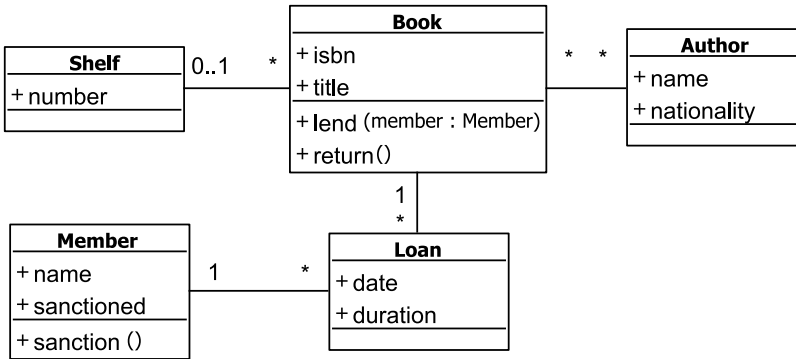 Shelf
+ number
0..1
*
Book
+ isbn
+ title
+ lend (member : Member)
+ return()
*
*
Author
+ name
+ nationality
1
*
Member
+ name
+ sanctioned
+ sanction ()
1
*
Loan
+ date
+ duration